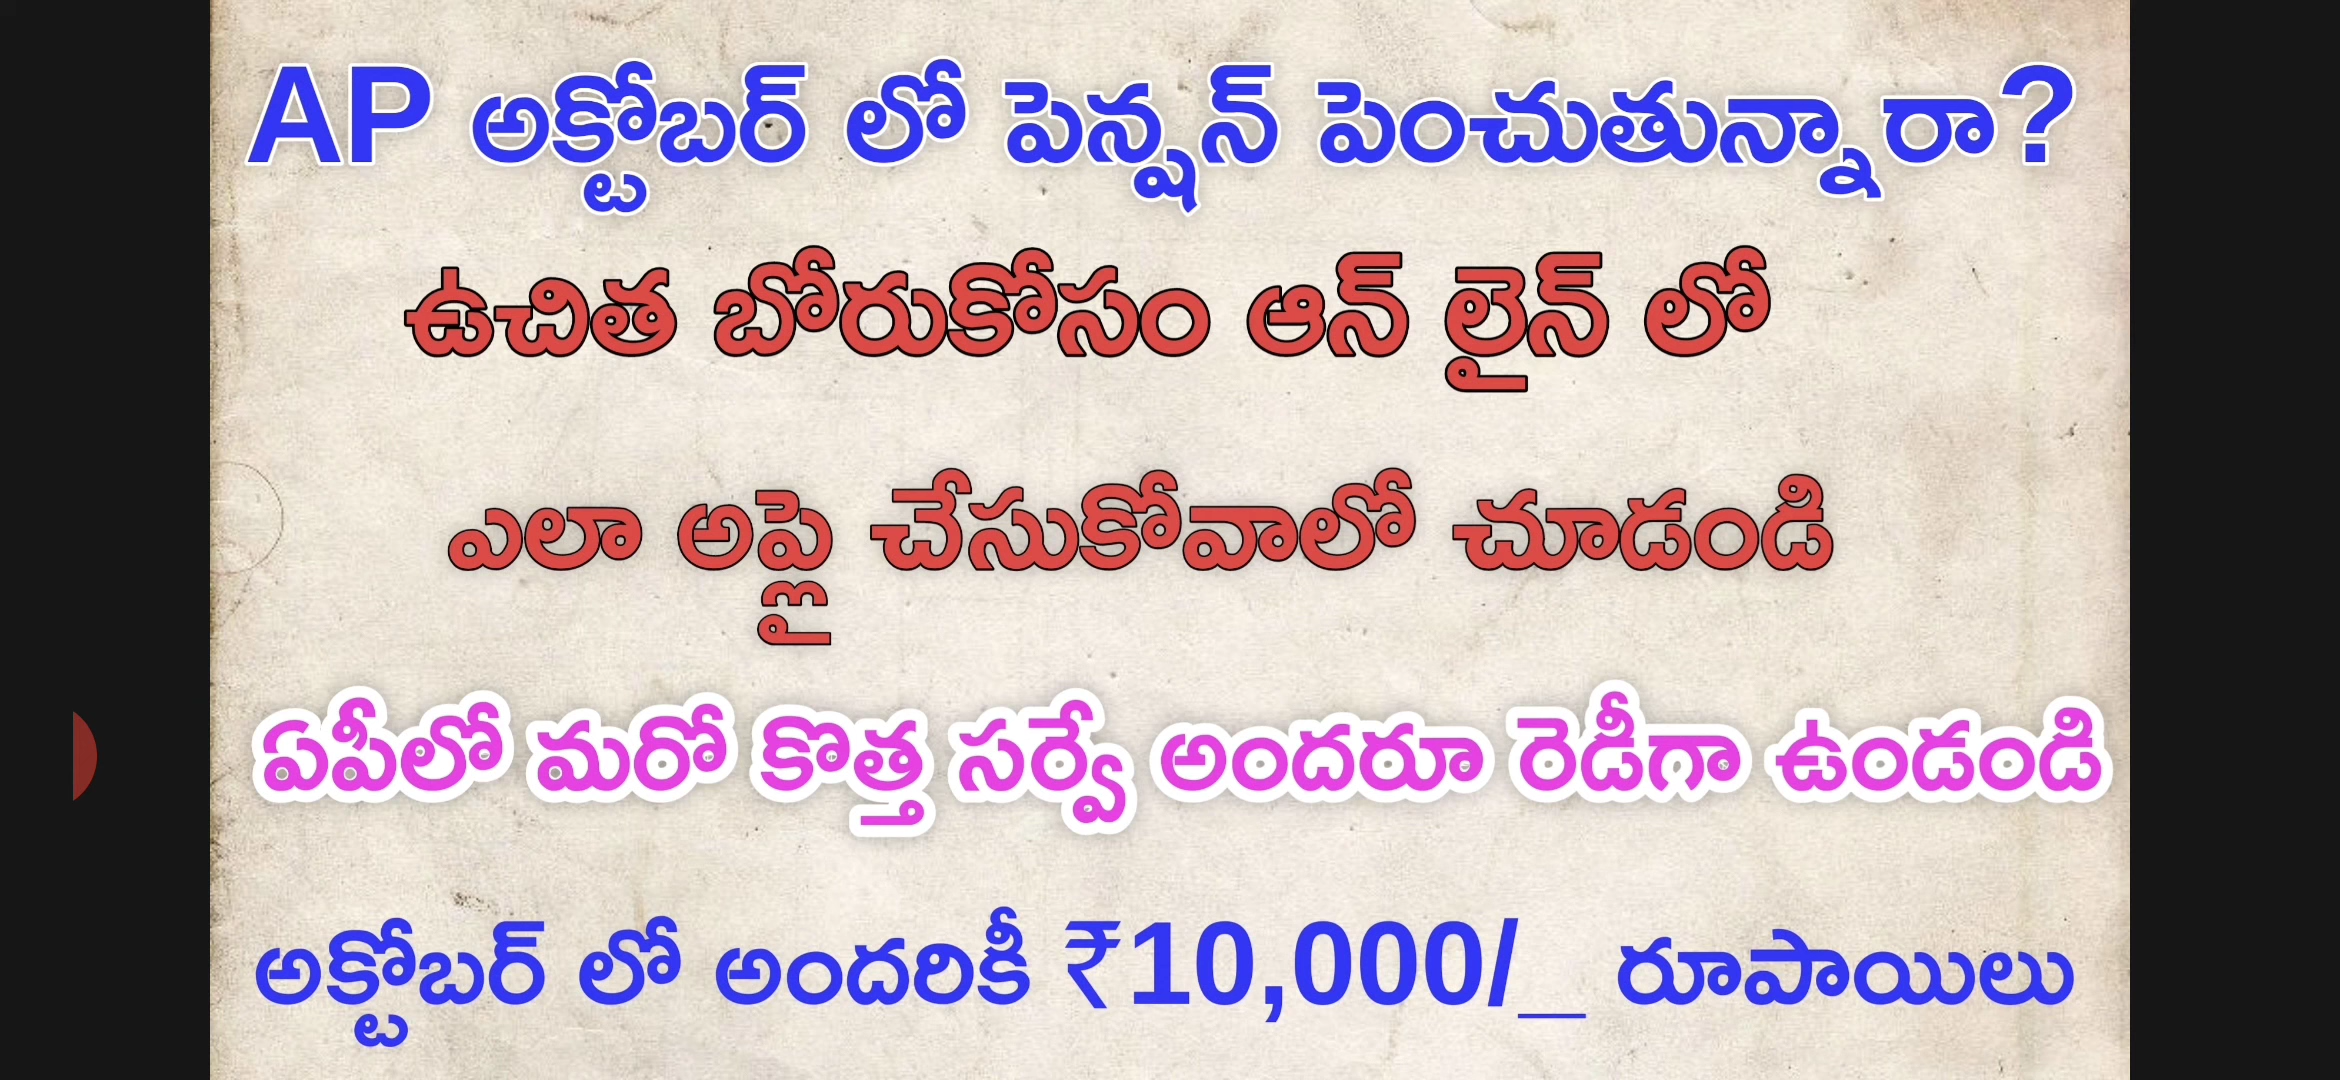 AP అక్టోబర్ లో పెన్షన్ పెంచుతున్నారా?
ఉచిత బోరుకోసం ఆన్ లైన్ లో
ఎలా అప్లై చేసుకోవాలో చూడండి
ఏపీలో మరో కొత్త సర్వే అందరూ రెడీగా ఉండండి
అక్టోబర్ లో అందరికీ ₹10,000/_ రూపాయిలు